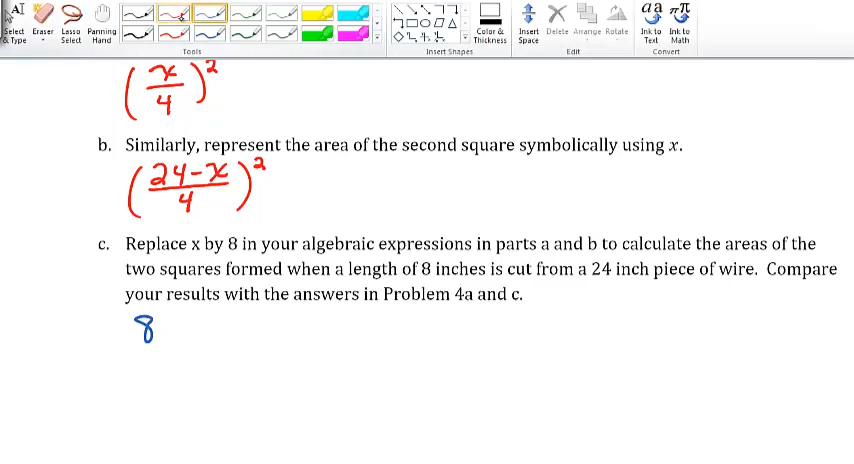 Select & Type
Eraser
Lasso Select
Panning Hand
Color & Thickness
Insert Space
Delete
Arrange
Rotate
Ink to Text
Ink to Math
Tools
Insert Shapes
Edit
Convert
(x/4)²
b. Similarly, represent the area of the second square symbolically using x.
((24-x)/4)²
c. Replace x by 8 in your algebraic expressions in parts a and b to calculate the areas of the
two squares formed when a length of 8 inches is cut from a 24 inch piece of wire. Compare
your results with the answers in Problem 4a and c.
8